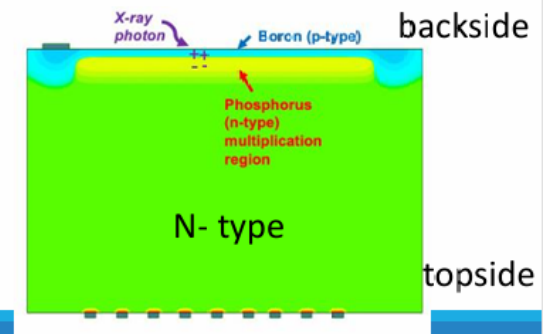 X-ray
photon
Boron (p-type)
backside
++
--
Phosphorus
(n-type)
multiplication
region
N- type
topside